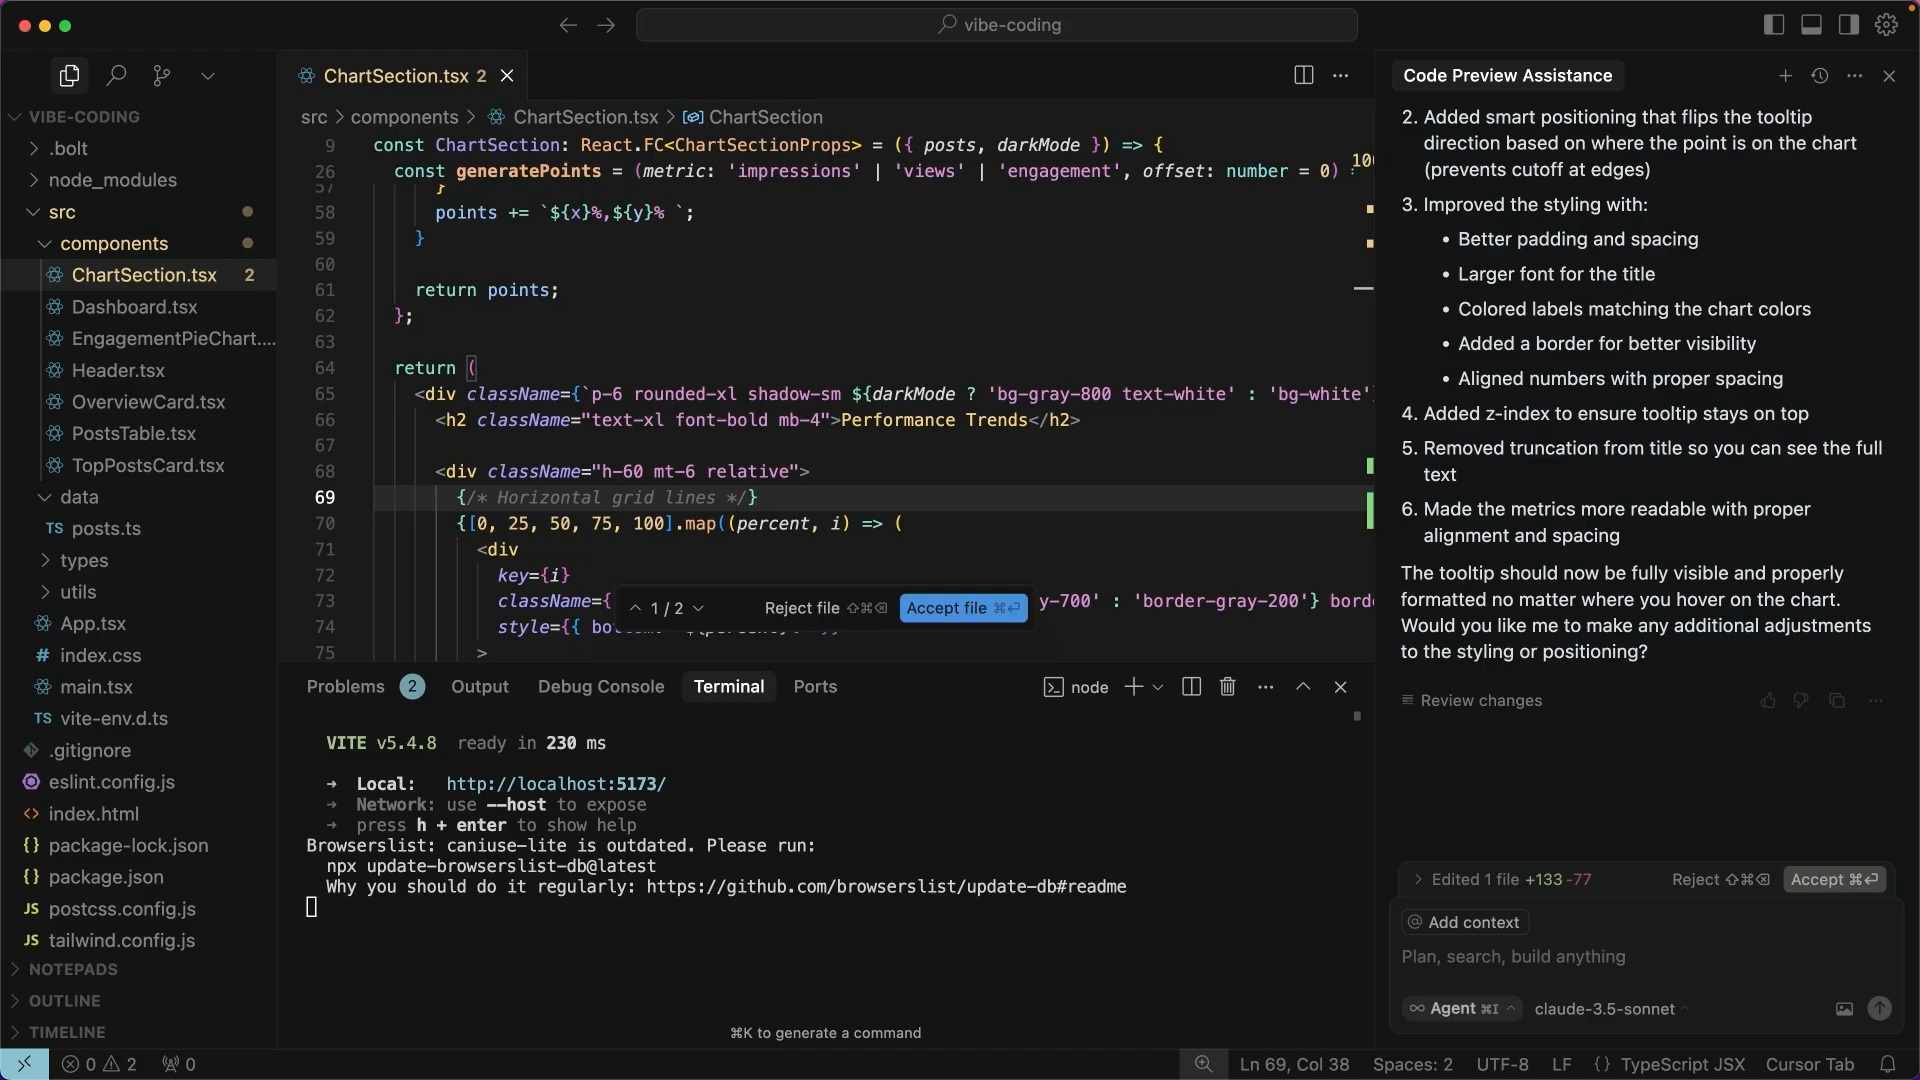 vibe-coding
ChartSection.tsx 2
Code Preview Assistance
VIBE-CODING
.bolt
node_modules
src
components
ChartSection.tsx 2
Dashboard.tsx
EngagementPieChart....
Header.tsx
OverviewCard.tsx
PostsTable.tsx
TopPostsCard.tsx
data
TS posts.ts
types
utils
App.tsx
# index.css
main.tsx
TS vite-env.d.ts
.gitignore
eslint.config.js
<> index.html
{} package-lock.json
{} package.json
JS postcss.config.js
JS tailwind.config.js
NOTEPADS
OUTLINE
TIMELINE
src > components > ChartSection.tsx > ChartSection
9 const ChartSection: React.FC<ChartSectionProps> = ({ posts, darkMode }) => {
26 const generatePoints = (metric: 'impressions' | 'views' | 'engagement', offset: number = 0) :
57 }
58 points += `${x}%,${y}% `;
59 }
60
61 return points;
62 };
63
64 return (
65 <div className={`p-6 rounded-xl shadow-sm ${darkMode ? 'bg-gray-800 text-white' : 'bg-white'}
66 <h2 className="text-xl font-bold mb-4">Performance Trends</h2>
67
68 <div className="h-60 mt-6 relative">
69 {/* Horizontal grid lines */}
70 {[0, 25, 50, 75, 100].map((percent, i) => (
71 <div
72 key={i}
73 className={ y-700' : 'border-gray-200'} bord
74 style={{ bo
75 >
1 / 2 Reject file ⇧⌘⌫ Accept file ⌘⏎
Problems 2 Output Debug Console Terminal Ports
node
VITE v5.4.8 ready in 230 ms
➜ Local: http://localhost:5173/
➜ Network: use --host to expose
➜ press h + enter to show help
Browserslist: caniuse-lite is outdated. Please run:
npx update-browserslist-db@latest
Why you should do it regularly: https://github.com/browserslist/update-db#readme
⌘K to generate a command
2. Added smart positioning that flips the tooltip
direction based on where the point is on the chart
(prevents cutoff at edges)
3. Improved the styling with:
• Better padding and spacing
• Larger font for the title
• Colored labels matching the chart colors
• Added a border for better visibility
• Aligned numbers with proper spacing
4. Added z-index to ensure tooltip stays on top
5. Removed truncation from title so you can see the full
text
6. Made the metrics more readable with proper
alignment and spacing
The tooltip should now be fully visible and properly
formatted no matter where you hover on the chart.
Would you like me to make any additional adjustments
to the styling or positioning?
Review changes
Edited 1 file +133 -77 Reject ⇧⌘⌫ Accept ⌘⏎
@ Add context
Plan, search, build anything
∞ Agent ⌘I claude-3.5-sonnet
0 2 0
Ln 69, Col 38 Spaces: 2 UTF-8 LF {} TypeScript JSX Cursor Tab